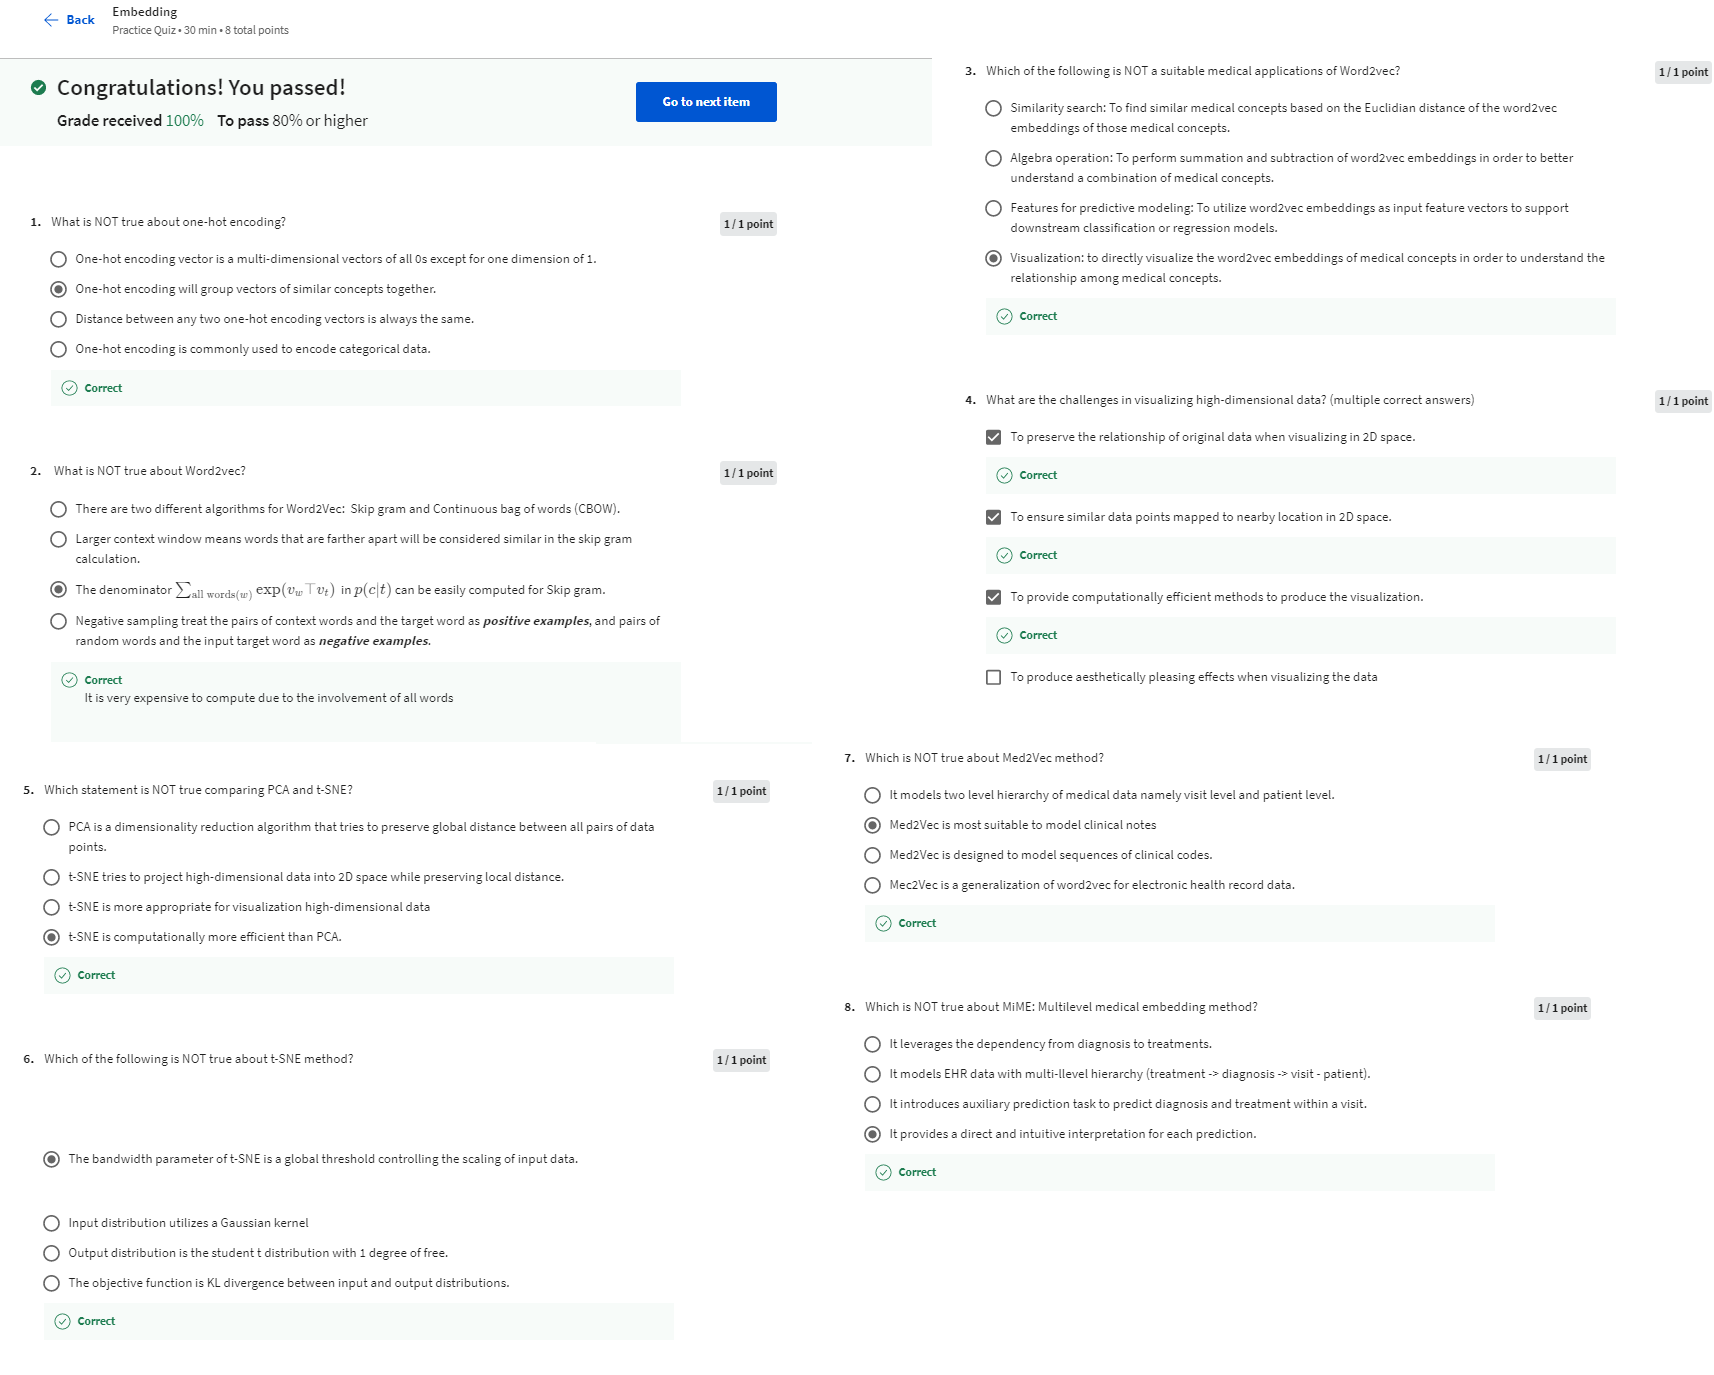 Back
Embedding
Practice Quiz • 30 min • 8 total points
Congratulations! You passed!
Grade received 100% To pass 80% or higher
Go to next item
1. What is NOT true about one-hot encoding?
1 / 1 point
One-hot encoding vector is a multi-dimensional vectors of all 0s except for one dimension of 1.
One-hot encoding will group vectors of similar concepts together.
Distance between any two one-hot encoding vectors is always the same.
One-hot encoding is commonly used to encode categorical data.
Correct
2. What is NOT true about Word2vec?
1 / 1 point
There are two different algorithms for Word2Vec: Skip gram and Continuous bag of words (CBOW).
Larger context window means words that are farther apart will be considered similar in the skip gram
calculation.
The denominator ∑all words(w) exp(vw⊤vt) in p(c|t) can be easily computed for Skip gram.
Negative sampling treat the pairs of context words and the target word as positive examples, and pairs of
random words and the input target word as negative examples.
Correct
It is very expensive to compute due to the involvement of all words
3. Which of the following is NOT a suitable medical applications of Word2vec?
1 / 1 point
Similarity search: To find similar medical concepts based on the Euclidian distance of the word2vec
embeddings of those medical concepts.
Algebra operation: To perform summation and subtraction of word2vec embeddings in order to better
understand a combination of medical concepts.
Features for predictive modeling: To utilize word2vec embeddings as input feature vectors to support
downstream classification or regression models.
Visualization: to directly visualize the word2vec embeddings of medical concepts in order to understand the
relationship among medical concepts.
Correct
4. What are the challenges in visualizing high-dimensional data? (multiple correct answers)
1 / 1 point
To preserve the relationship of original data when visualizing in 2D space.
Correct
To ensure similar data points mapped to nearby location in 2D space.
Correct
To provide computationally efficient methods to produce the visualization.
Correct
To produce aesthetically pleasing effects when visualizing the data
5. Which statement is NOT true comparing PCA and t-SNE?
1 / 1 point
PCA is a dimensionality reduction algorithm that tries to preserve global distance between all pairs of data
points.
t-SNE tries to project high-dimensional data into 2D space while preserving local distance.
t-SNE is more appropriate for visualization high-dimensional data
t-SNE is computationally more efficient than PCA.
Correct
6. Which of the following is NOT true about t-SNE method?
1 / 1 point
The bandwidth parameter of t-SNE is a global threshold controlling the scaling of input data.
Input distribution utilizes a Gaussian kernel
Output distribution is the student t distribution with 1 degree of free.
The objective function is KL divergence between input and output distributions.
Correct
7. Which is NOT true about Med2Vec method?
1 / 1 point
It models two level hierarchy of medical data namely visit level and patient level.
Med2Vec is most suitable to model clinical notes
Med2Vec is designed to model sequences of clinical codes.
Mec2Vec is a generalization of word2vec for electronic health record data.
Correct
8. Which is NOT true about MiME: Multilevel medical embedding method?
1 / 1 point
It leverages the dependency from diagnosis to treatments.
It models EHR data with multi-llevel hierarchy (treatment -> diagnosis -> visit - patient).
It introduces auxiliary prediction task to predict diagnosis and treatment within a visit.
It provides a direct and intuitive interpretation for each prediction.
Correct